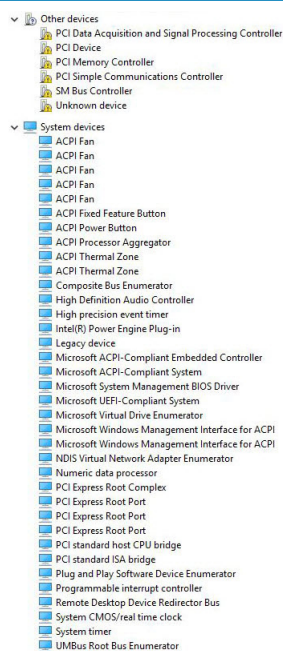 Other devices
PCI Data Acquisition and Signal Processing Controller
PCI Device
PCI Memory Controller
PCI Simple Communications Controller
SM Bus Controller
Unknown device
System devices
ACPI Fan
ACPI Fan
ACPI Fan
ACPI Fan
ACPI Fan
ACPI Fixed Feature Button
ACPI Power Button
ACPI Processor Aggregator
ACPI Thermal Zone
ACPI Thermal Zone
Composite Bus Enumerator
High Definition Audio Controller
High precision event timer
Intel(R) Power Engine Plug-in
Legacy device
Microsoft ACPI-Compliant Embedded Controller
Microsoft ACPI-Compliant System
Microsoft System Management BIOS Driver
Microsoft UEFI-Compliant System
Microsoft Virtual Drive Enumerator
Microsoft Windows Management Interface for ACPI
Microsoft Windows Management Interface for ACPI
NDIS Virtual Network Adapter Enumerator
Numeric data processor
PCI Express Root Complex
PCI Express Root Port
PCI Express Root Port
PCI Express Root Port
PCI standard host CPU bridge
PCI standard ISA bridge
Plug and Play Software Device Enumerator
Programmable interrupt controller
Remote Desktop Device Redirector Bus
System CMOS/real time clock
System timer
UMBus Root Bus Enumerator